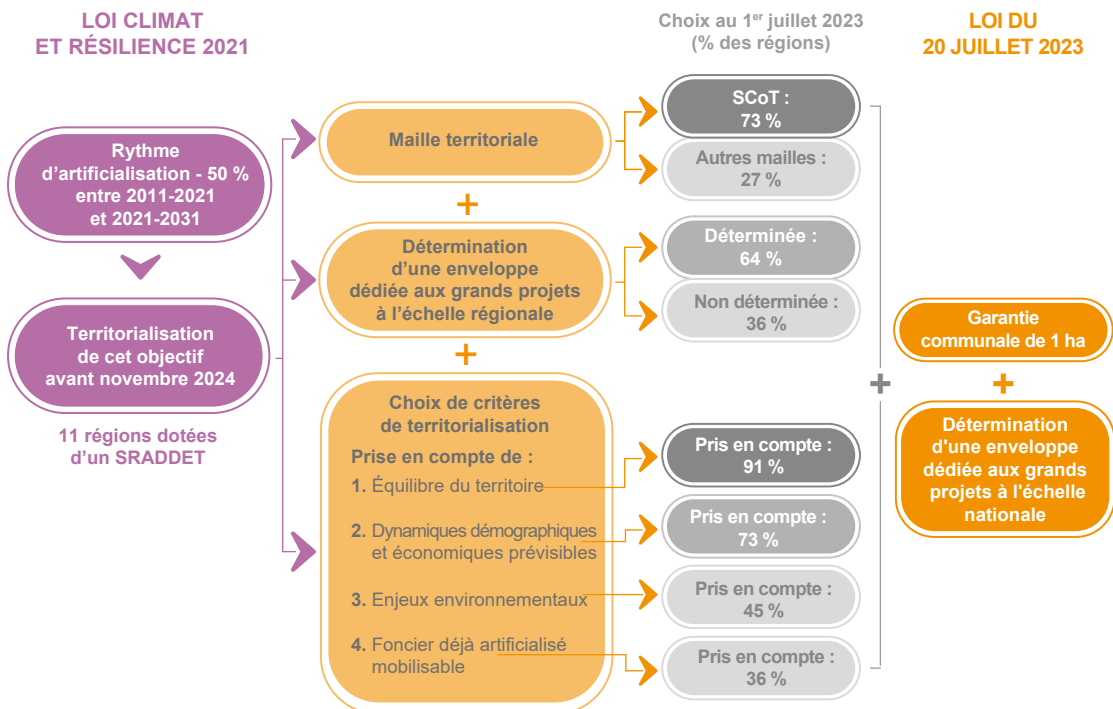 LOI CLIMAT
ET RÉSILIENCE 2021
Rythme
d’artificialisation - 50 %
entre 2011-2021
et 2021-2031
Territorialisation
de cet objectif
avant novembre 2024
11 régions dotées
d’un SRADDET
Maille territoriale
+
Détermination
d’une enveloppe
dédiée aux grands projets
à l’échelle régionale
+
Choix de critères
de territorialisation
Prise en compte de :
1. Équilibre du territoire
2. Dynamiques démographiques
et économiques prévisibles
3. Enjeux environnementaux
4. Foncier déjà artificialisé
mobilisable
Choix au 1er juillet 2023
(% des régions)
SCoT :
73 %
Autres mailles :
27 %
Déterminée :
64 %
Non déterminée :
36 %
Pris en compte :
91 %
Pris en compte :
73 %
Pris en compte :
45 %
Pris en compte :
36 %
+
LOI DU
20 JUILLET 2023
Garantie
communale de 1 ha
+
Détermination
d'une enveloppe
dédiée aux grands
projets à l'échelle
nationale